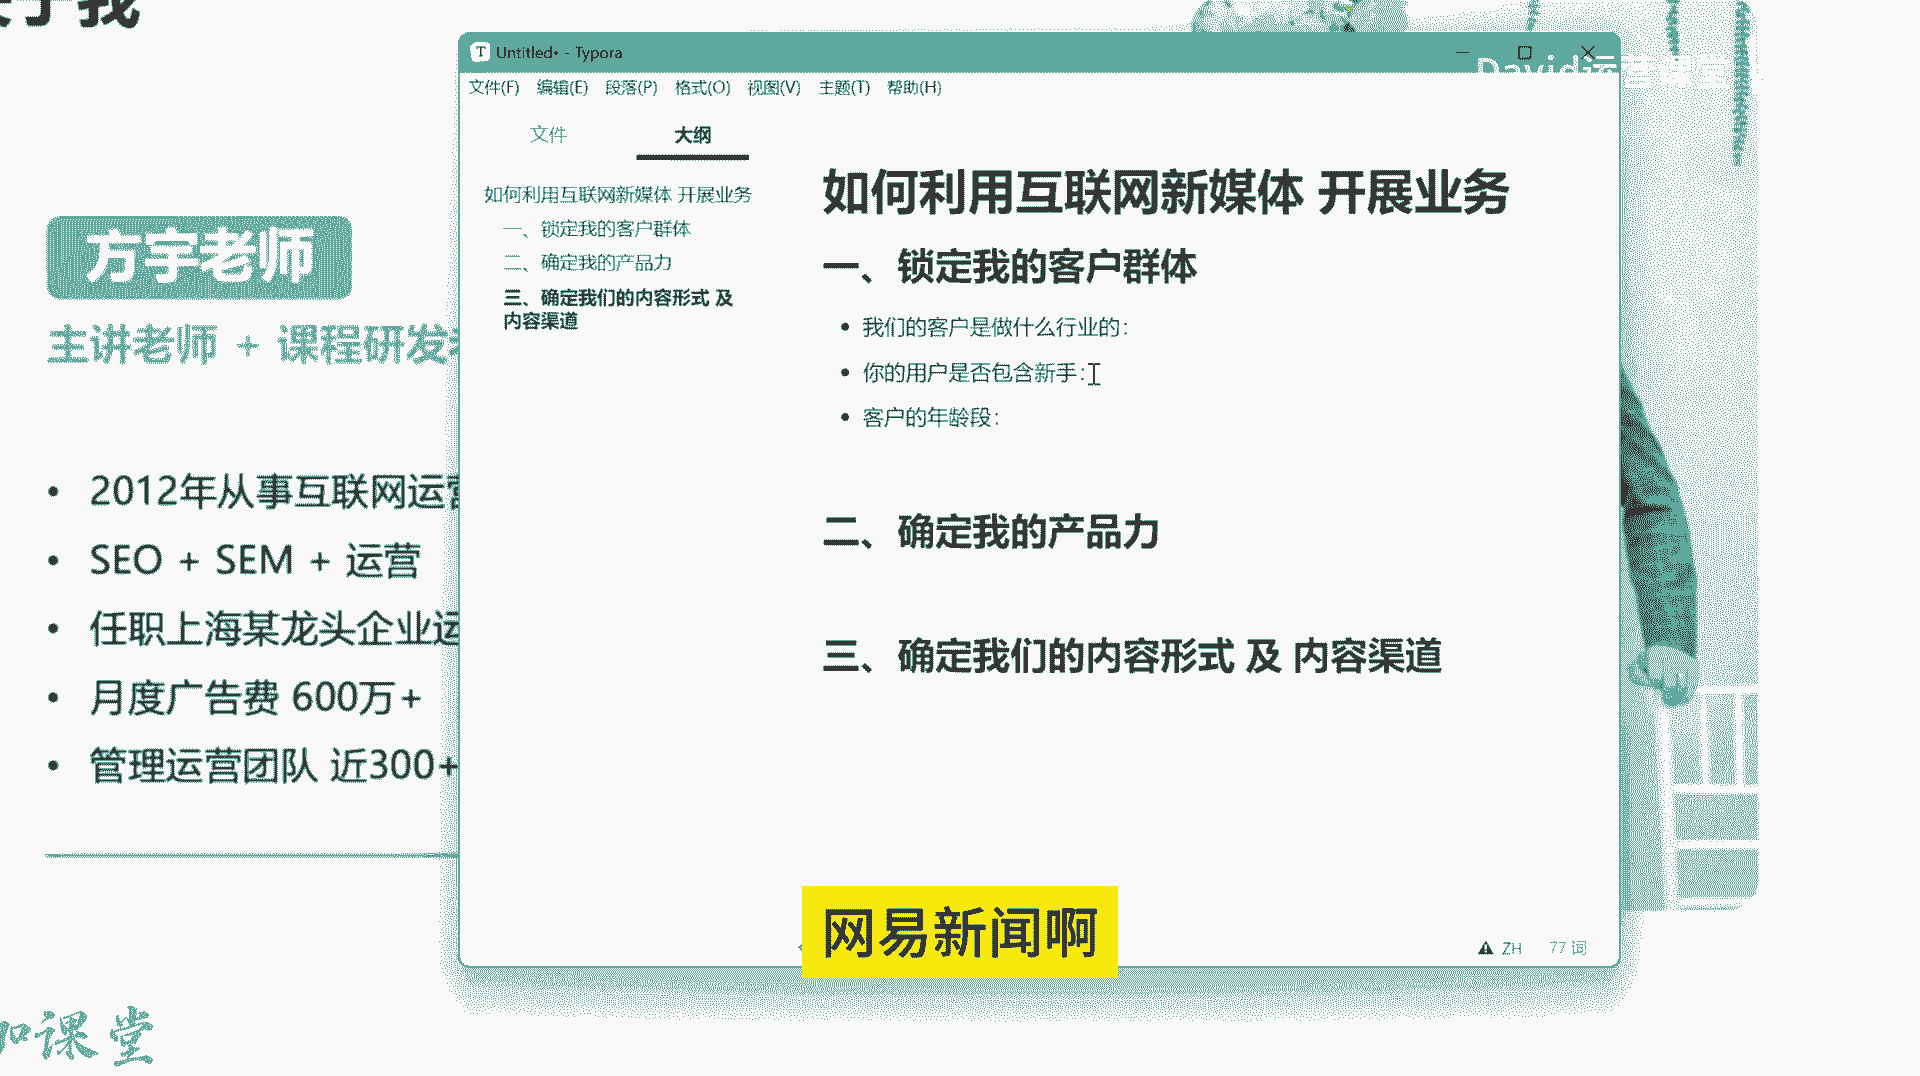 于我
方宇老师
主讲老师 + 课程研发
• 2012年从事互联网运营
• SEO + SEM + 运营
• 任职上海某龙头企业运
• 月度广告费 600万+
• 管理运营团队 近300+
加课堂
Untitled• - Typora
David运营
文件(F) 编辑(E) 段落(P) 格式(O) 视图(V) 主题(T) 帮助(H)
文件 大纲
如何利用互联网新媒体 开展业务
一、锁定我的客户群体
二、确定我的产品力
三、确定我们的内容形式 及
内容渠道
如何利用互联网新媒体 开展业务
一、锁定我的客户群体
• 我们的客户是做什么行业的：
• 你的用户是否包含新手：
• 客户的年龄段：
二、确定我的产品力
三、确定我们的内容形式 及 内容渠道
网易新闻啊
ZH 77 词